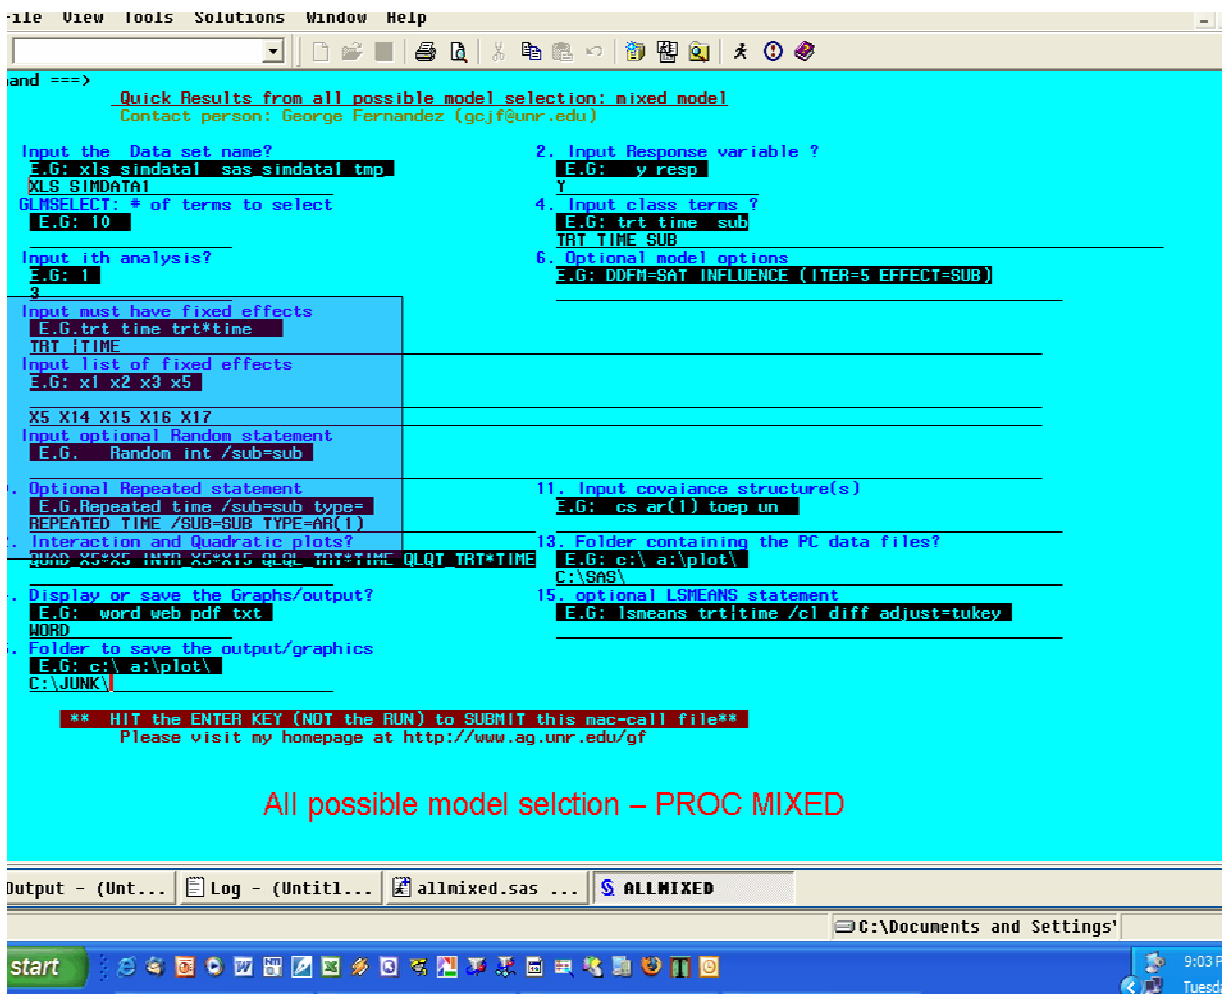 File View Tools Solutions Window Help
and ===>
Quick Results from all possible model selection: mixed model
Contact person: George Fernandez (gcjf@unr.edu)
Input the Data set name?
2. Input Response variable ?
E.G: xls_simdata1 sas_simdata1 tmp
E.G: y resp
XLS SIMDATA1
Y
GLMSELECT: # of terms to select
4. Input class terms ?
E.G: 10
E.G: trt time sub
TRT TIME SUB
Input ith analysis?
6. Optional model options
E.G: 1
E.G: DDFM=SAT INFLUENCE (ITER=5 EFFECT=SUB)
3
Input must have fixed effects
E.G.trt time trt*time
TRT |TIME
Input list of fixed effects
E.G: x1 x2 x3 x5
X5 X14 X15 X16 X17
Input optional Random statement
E.G. Random int /sub=sub
. Optional Repeated statement
11. Input covaiance structure(s)
E.G.Repeated time /sub=sub type=
E.G: cs ar(1) toep un
REPEATED TIME /SUB=SUB TYPE=AR(1)
2. Interaction and Quadratic plots?
13. Folder containing the PC data files?
QUAD_X5*X5 INTR_X5*X15 QLQL_TRT*TIME QLQT_TRT*TIME
E.G: c:\ a:\plot\
C:\SAS\
. Display or save the Graphs/output?
15. optional LSMEANS statement
E.G: word web pdf txt
E.G: lsmeans trt|time /cl diff adjust=tukey
WORD
. Folder to save the output/graphics
E.G: c:\ a:\plot\
C:\JUNK\
** HIT the ENTER KEY (NOT the RUN) to SUBMIT this mac-call file**
Please visit my homepage at http://www.ag.unr.edu/gf
All possible model selction – PROC MIXED
Output - (Unt... Log - (Untitl... allmixed.sas ... ALLMIXED
C:\Documents and Settings\
start
9:03 P
Tuesda